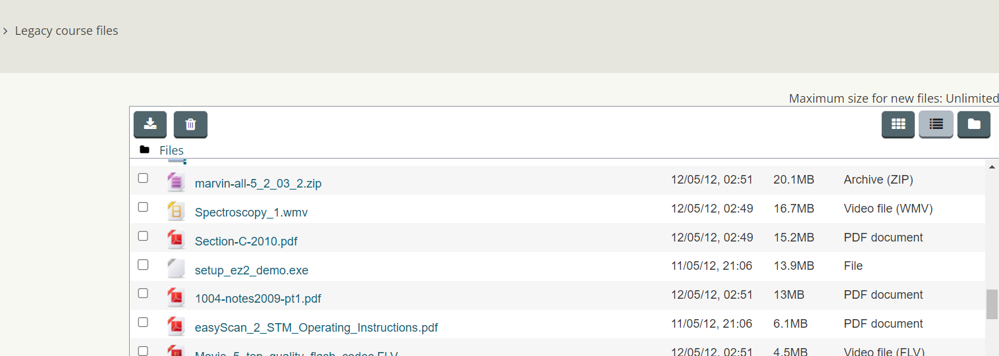 Legacy course files
Maximum size for new files: Unlimited
Files
marvin-all-5_2_03_2.zip 12/05/12, 02:51 20.1MB Archive (ZIP)
Spectroscopy_1.wmv 12/05/12, 02:49 16.7MB Video file (WMV)
Section-C-2010.pdf 12/05/12, 02:49 15.2MB PDF document
setup_ez2_demo.exe 11/05/12, 21:06 13.9MB File
1004-notes2009-pt1.pdf 12/05/12, 02:51 13MB PDF document
easyScan_2_STM_Operating_Instructions.pdf 11/05/12, 21:06 6.1MB PDF document
Movie_5_top_quality_flash_codec.FLV 12/05/12, 02:51 4.5MB Video file (FLV)